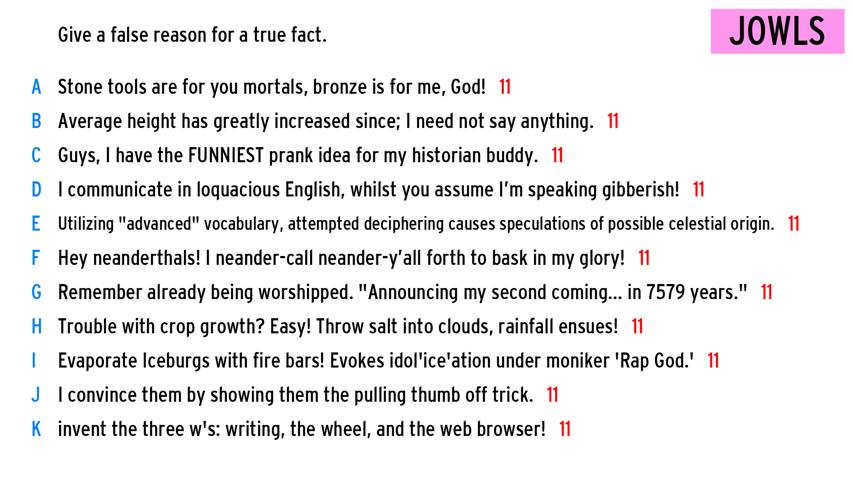 Give a false reason for a true fact.
JOWLS
A Stone tools are for you mortals, bronze is for me, God! 11
B Average height has greatly increased since; I need not say anything. 11
C Guys, I have the FUNNIEST prank idea for my historian buddy. 11
D I communicate in loquacious English, whilst you assume I'm speaking gibberish! 11
E Utilizing "advanced" vocabulary, attempted deciphering causes speculations of possible celestial origin. 11
F Hey neanderthals! I neander-call neander-y'all forth to bask in my glory! 11
G Remember already being worshipped. "Announcing my second coming... in 7579 years." 11
H Trouble with crop growth? Easy! Throw salt into clouds, rainfall ensues! 11
I Evaporate Iceburgs with fire bars! Evokes idol'ice'ation under moniker 'Rap God.' 11
J I convince them by showing them the pulling thumb off trick. 11
K invent the three w's: writing, the wheel, and the web browser! 11